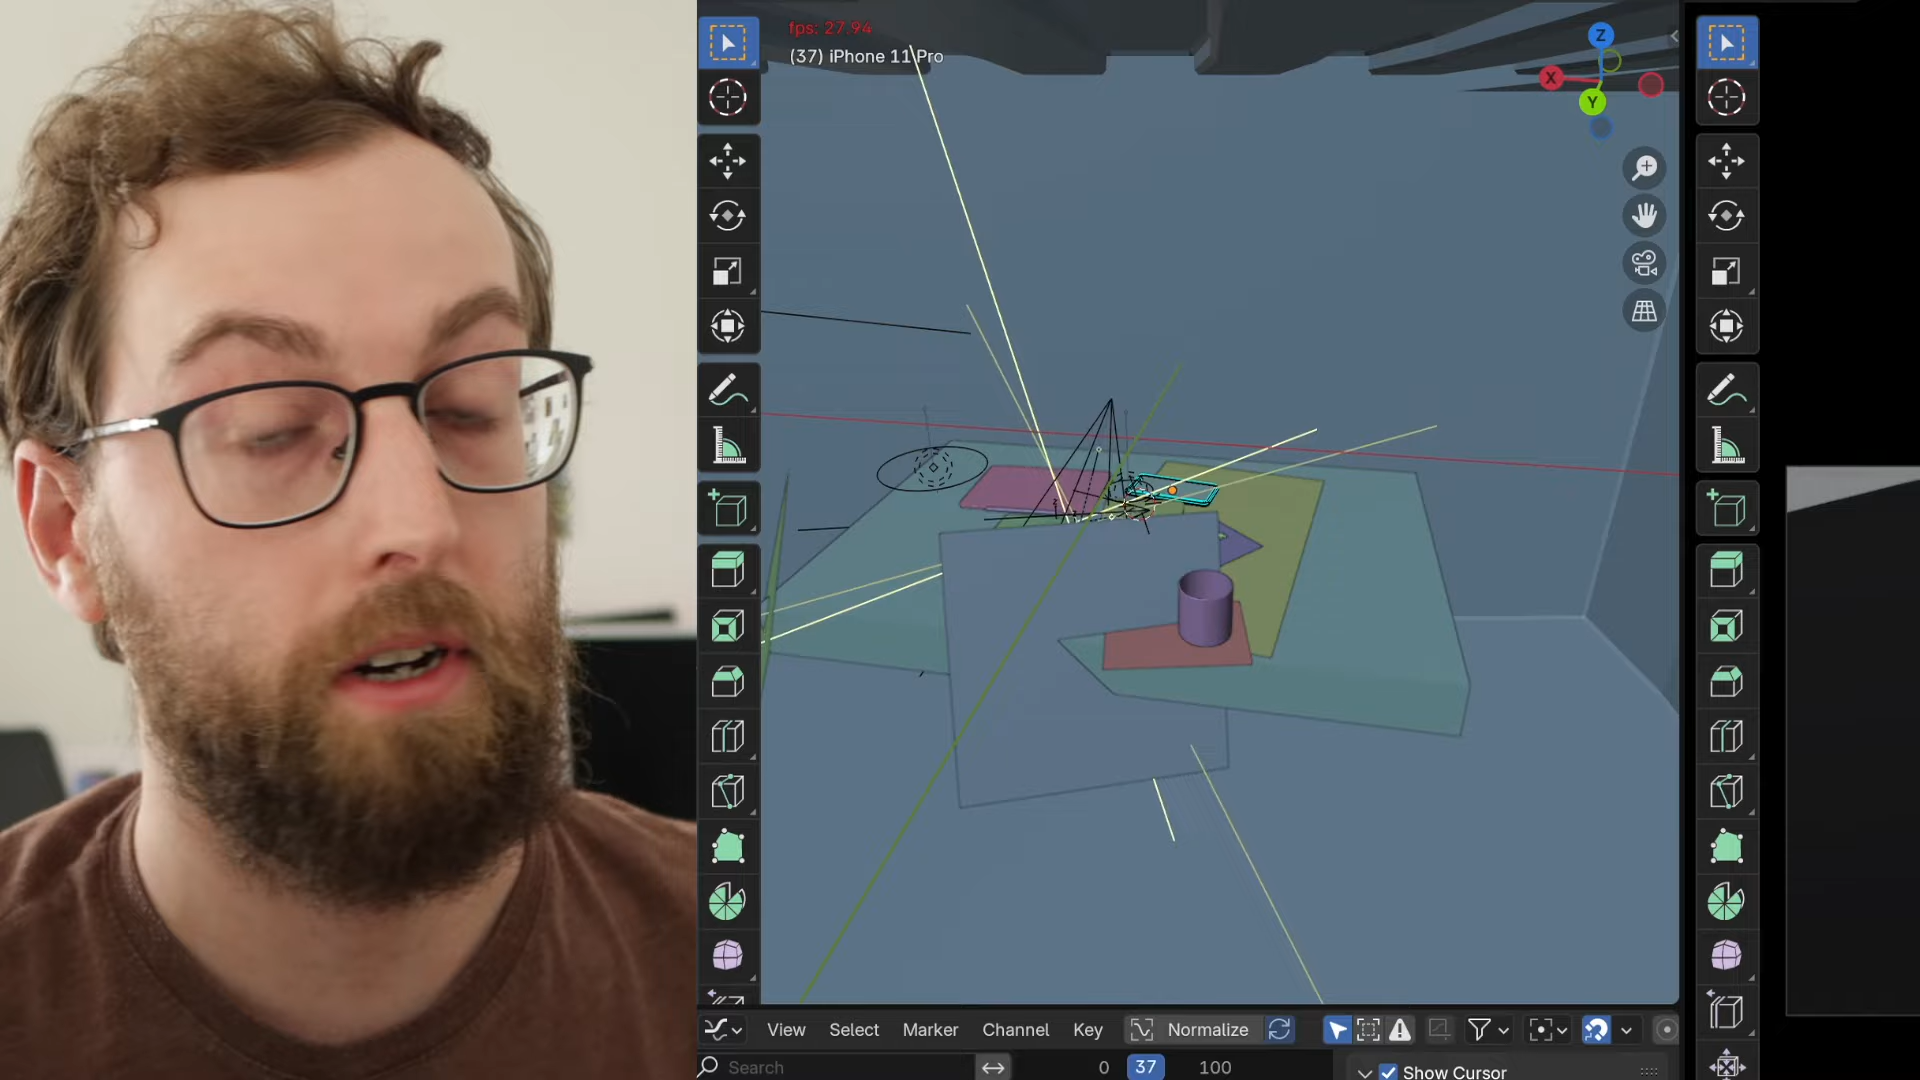 fps: 27.94
(37) iPhone 11 Pro
Z
X
Y
View Select Marker Channel Key Normalize
Search 0 37 100 Show Cursor